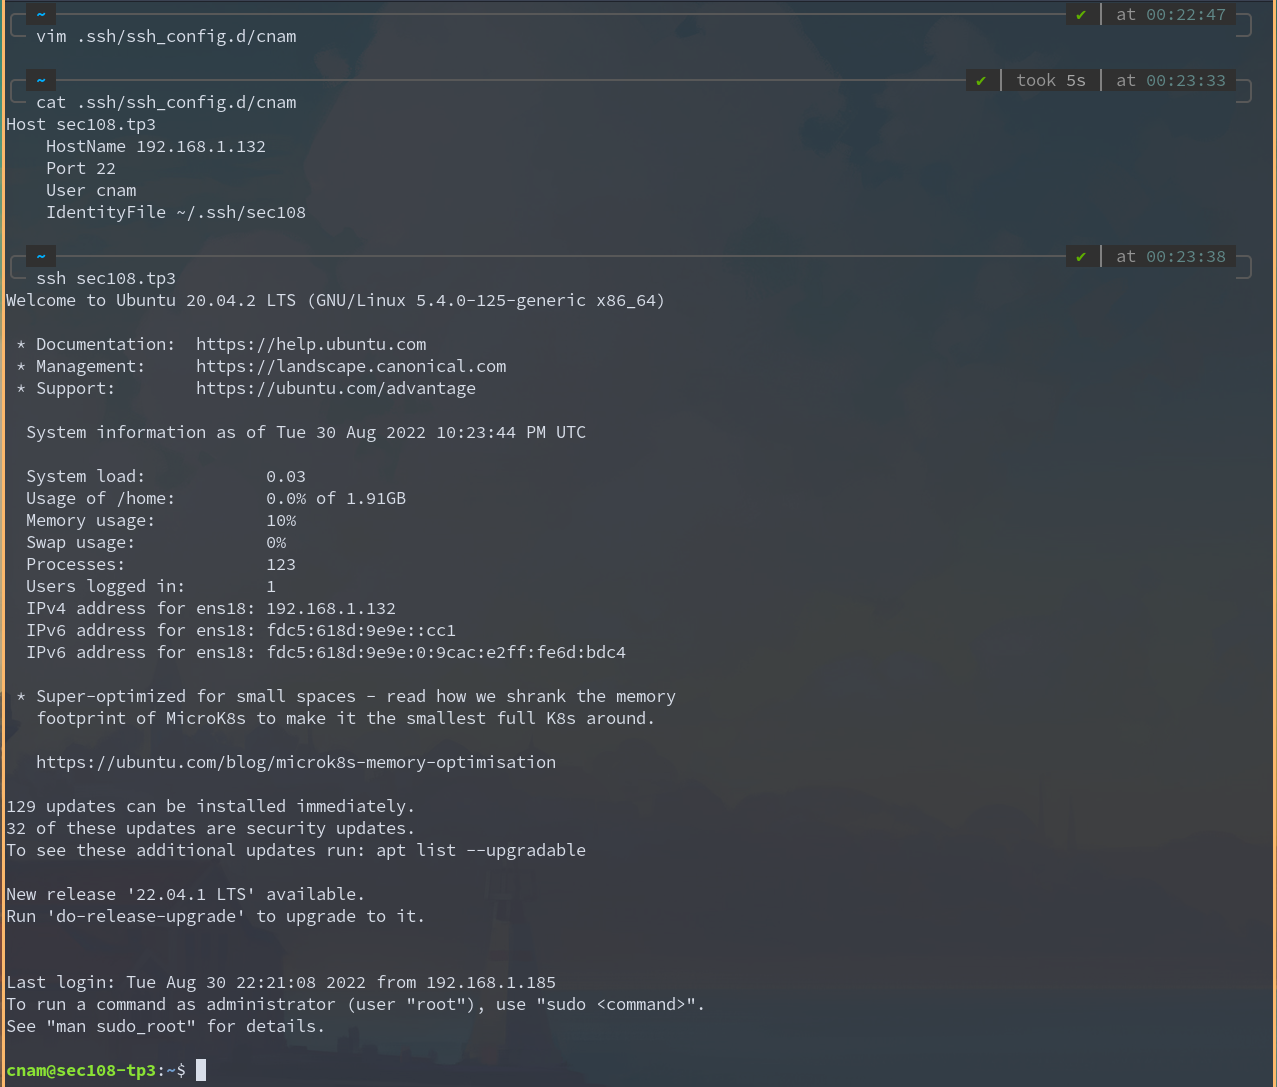 ~ ✔ │ at 00:22:47
vim .ssh/ssh_config.d/cnam
~ ✔ │ took 5s │ at 00:23:33
cat .ssh/ssh_config.d/cnam
Host sec108.tp3
    HostName 192.168.1.132
    Port 22
    User cnam
    IdentityFile ~/.ssh/sec108
~ ✔ │ at 00:23:38
ssh sec108.tp3
Welcome to Ubuntu 20.04.2 LTS (GNU/Linux 5.4.0-125-generic x86_64)
 * Documentation:  https://help.ubuntu.com
 * Management:     https://landscape.canonical.com
 * Support:        https://ubuntu.com/advantage
  System information as of Tue 30 Aug 2022 10:23:44 PM UTC
  System load:            0.03
  Usage of /home:         0.0% of 1.91GB
  Memory usage:           10%
  Swap usage:             0%
  Processes:              123
  Users logged in:        1
  IPv4 address for ens18: 192.168.1.132
  IPv6 address for ens18: fdc5:618d:9e9e::cc1
  IPv6 address for ens18: fdc5:618d:9e9e:0:9cac:e2ff:fe6d:bdc4
 * Super-optimized for small spaces - read how we shrank the memory
   footprint of MicroK8s to make it the smallest full K8s around.
   https://ubuntu.com/blog/microk8s-memory-optimisation
129 updates can be installed immediately.
32 of these updates are security updates.
To see these additional updates run: apt list --upgradable
New release '22.04.1 LTS' available.
Run 'do-release-upgrade' to upgrade to it.
Last login: Tue Aug 30 22:21:08 2022 from 192.168.1.185
To run a command as administrator (user "root"), use "sudo <command>".
See "man sudo_root" for details.
cnam@sec108-tp3:~$